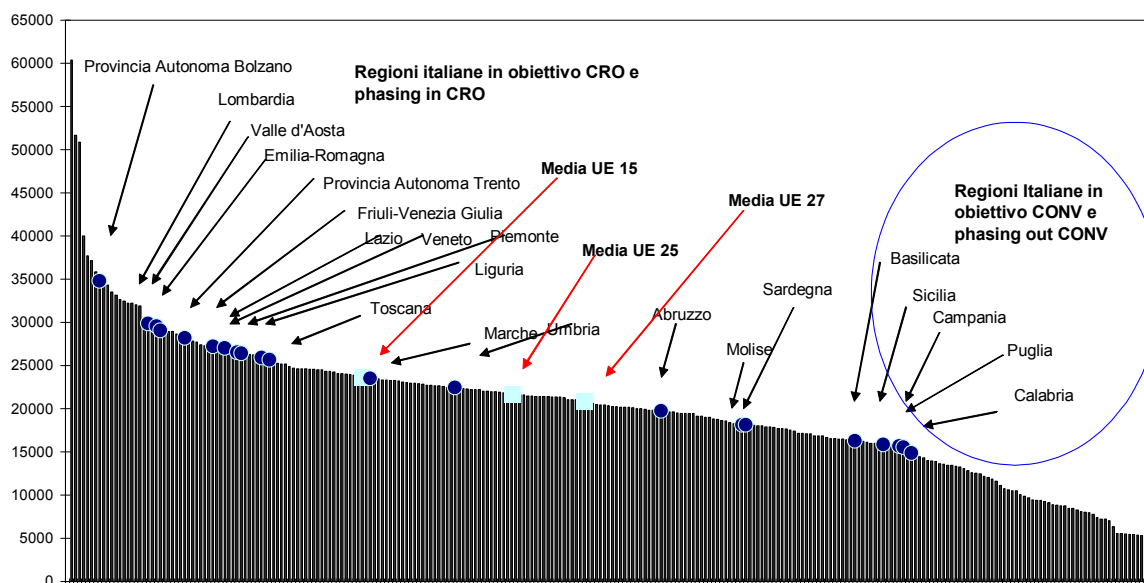 65000
60000
55000
50000
45000
40000
35000
30000
25000
20000
15000
10000
5000
0
Provincia Autonoma Bolzano
Lombardia
Valle d'Aosta
Emilia-Romagna
Provincia Autonoma Trento
Friuli-Venezia Giulia
Lazio
Veneto
Piemonte
Liguria
Toscana
Marche
Umbria
Regioni italiane in obiettivo CRO e
phasing in CRO
Media UE 15
Media UE 25
Media UE 27
Abruzzo
Molise
Sardegna
Regioni Italiane in
obiettivo CONV e
phasing out CONV
Basilicata
Sicilia
Campania
Puglia
Calabria